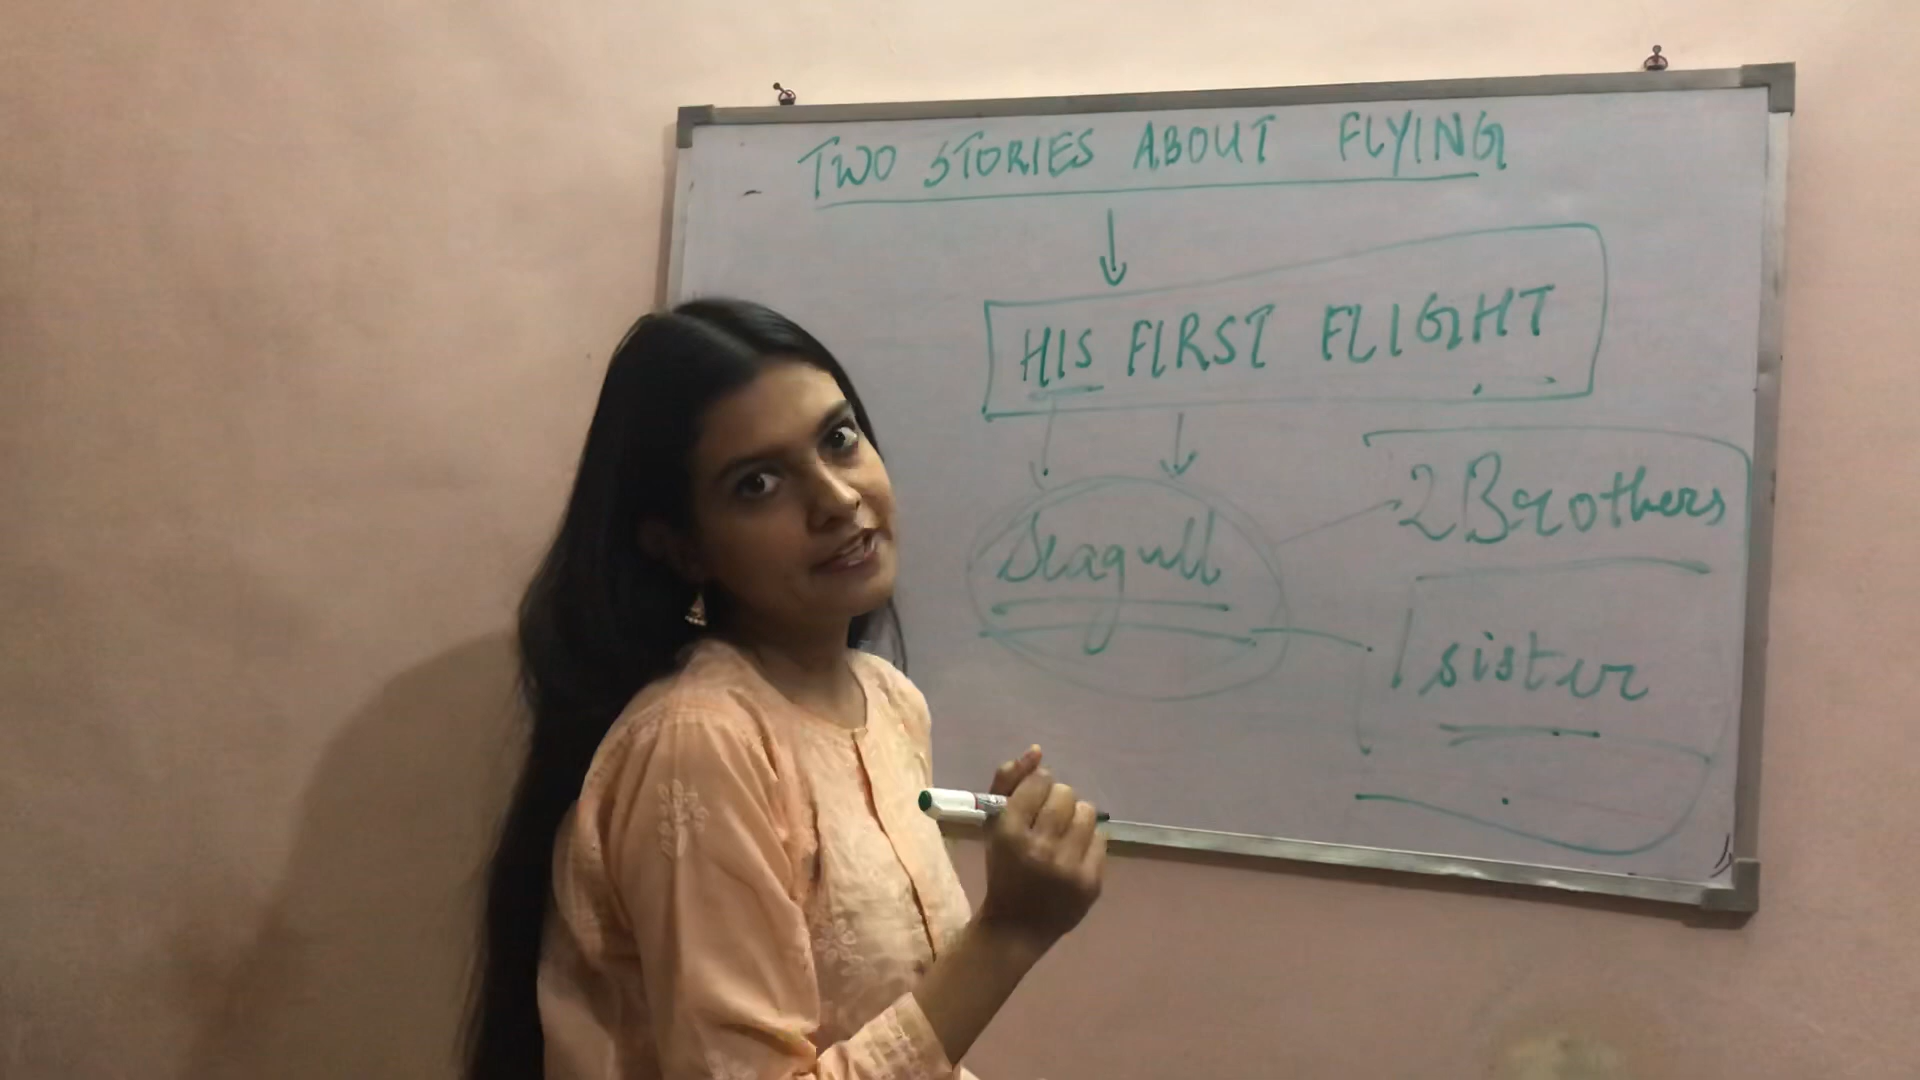 TWO STORIES ABOUT FLYING
HIS FIRST FLIGHT
Seagull
2 Brothers
1 sister